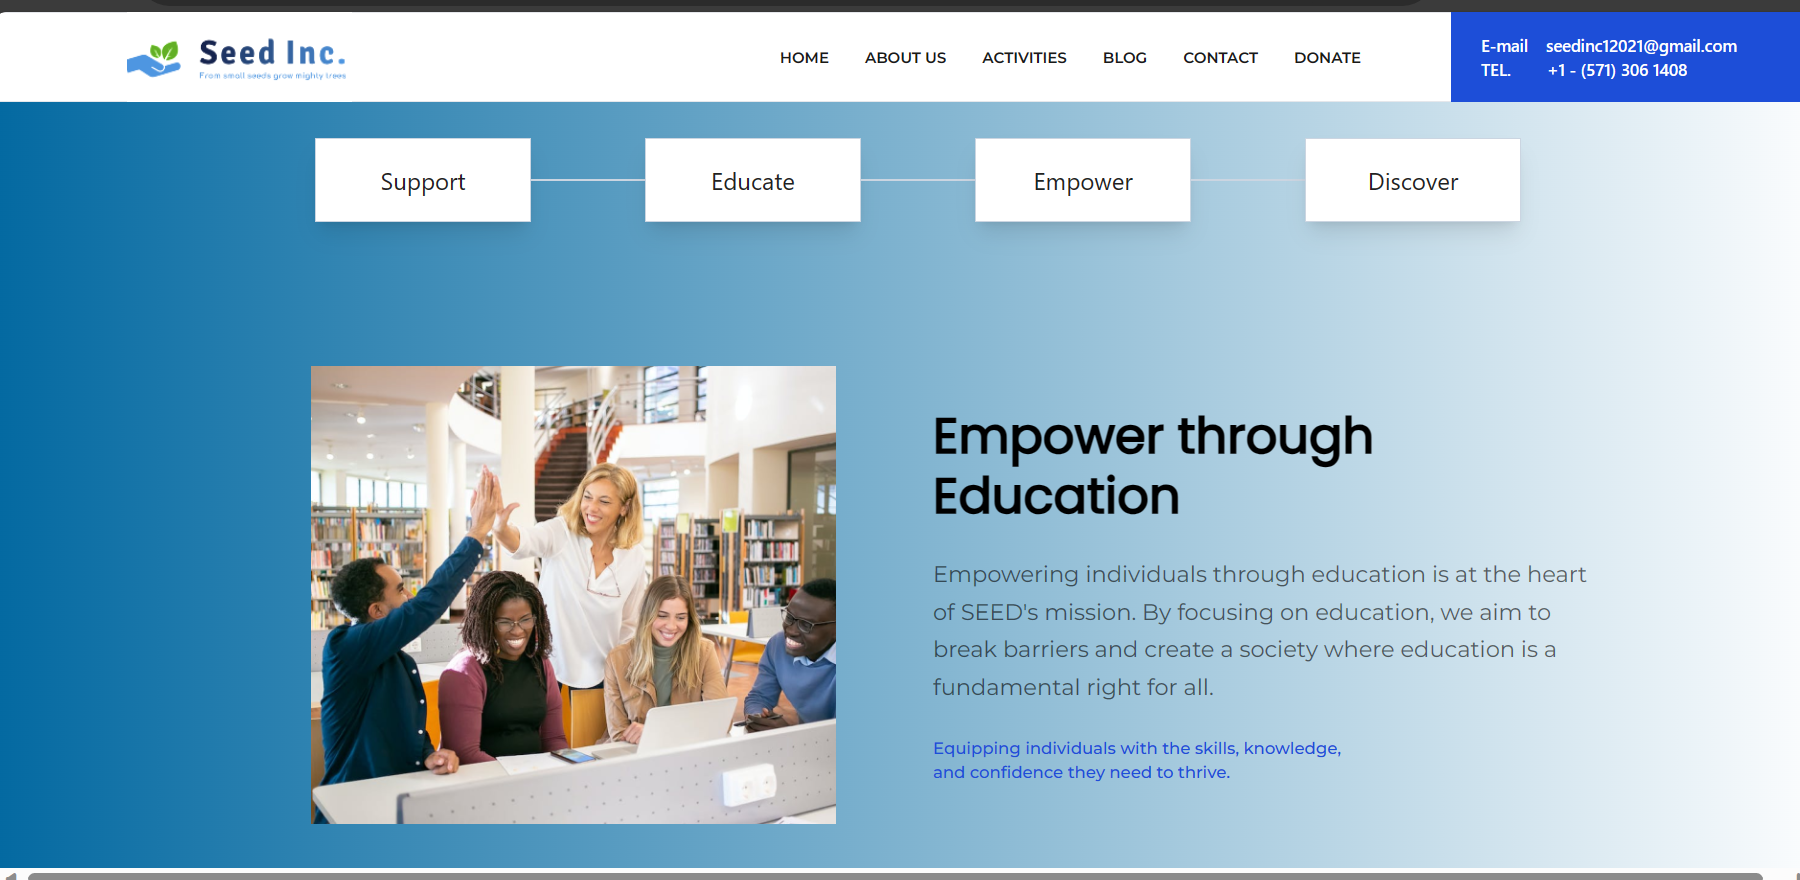 Seed Inc.
From small seeds grow mighty trees
HOME ABOUT US ACTIVITIES BLOG CONTACT DONATE
E-mail seedinc12021@gmail.com
TEL. +1 - (571) 306 1408
Support Educate Empower Discover
Empower through
Education
Empowering individuals through education is at the heart
of SEED's mission. By focusing on education, we aim to
break barriers and create a society where education is a
fundamental right for all.
Equipping individuals with the skills, knowledge,
and confidence they need to thrive.